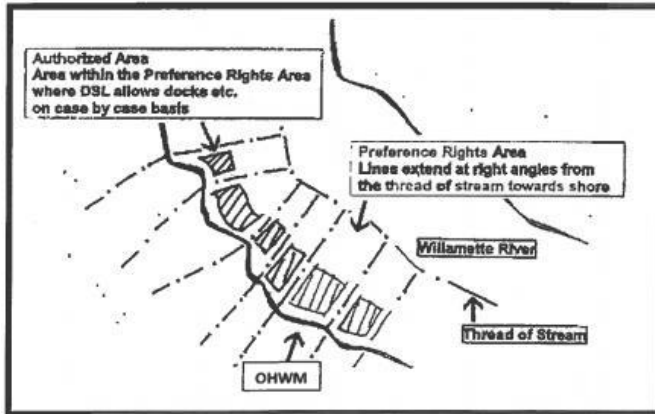 Authorized Area
Area within the Preference Rights Area
where DSL allows docks etc.
on case by case basis
Preference Rights Area
Lines extend at right angles from
the thread of stream towards shore
Willamette River
Thread of Stream
OHWM